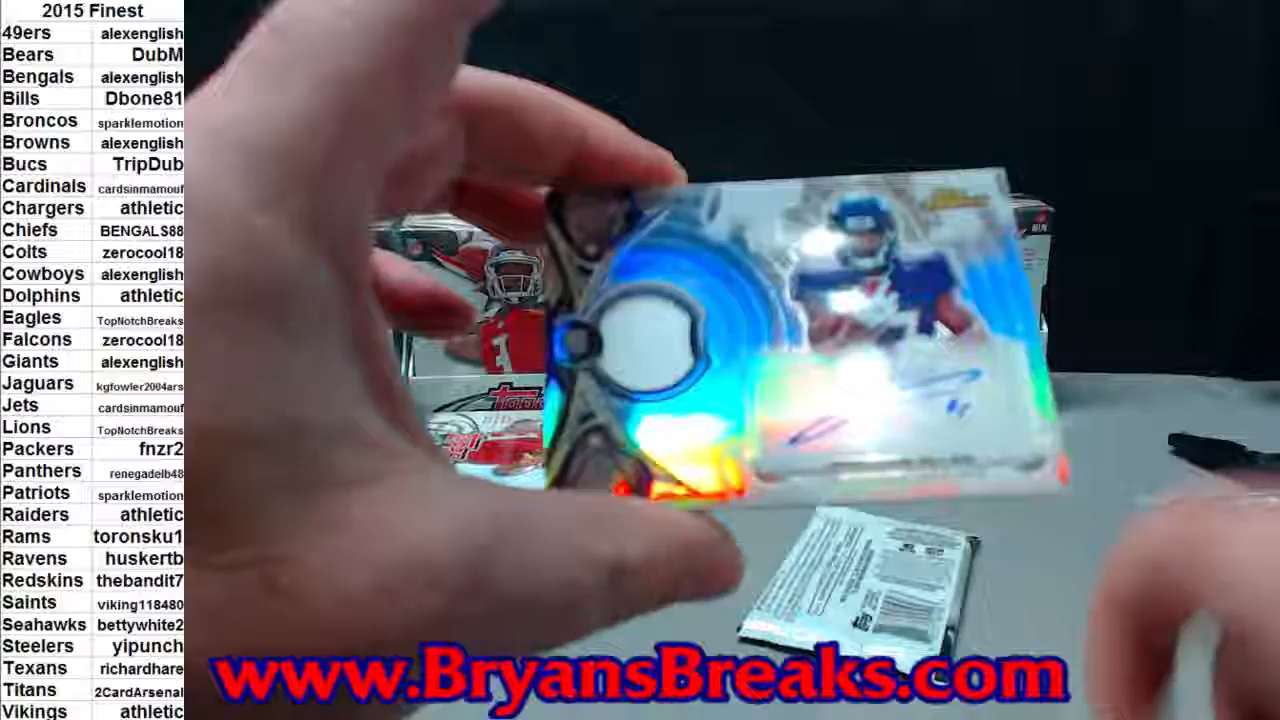 2015 Finest
49ers alexenglish
Bears DubM
Bengals alexenglish
Bills Dbone81
Broncos sparklemotion
Browns alexenglish
Bucs TripDub
Cardinals cardsinmamouf
Chargers athletic
Chiefs BENGALS88
Colts zerocool18
Cowboys alexenglish
Dolphins athletic
Eagles TopNotchBreaks
Falcons zerocool18
Giants alexenglish
Jaguars kgfowler2004ars
Jets cardsinmamouf
Lions TopNotchBreaks
Packers fnzr2
Panthers renegadelb48
Patriots sparklemotion
Raiders athletic
Rams toronsku1
Ravens huskertb
Redskins thebandit7
Saints viking118480
Seahawks bettywhite2
Steelers yipunch
Texans richardhare
Titans 2CardArsenal
Vikings athletic
www.BryansBreaks.com